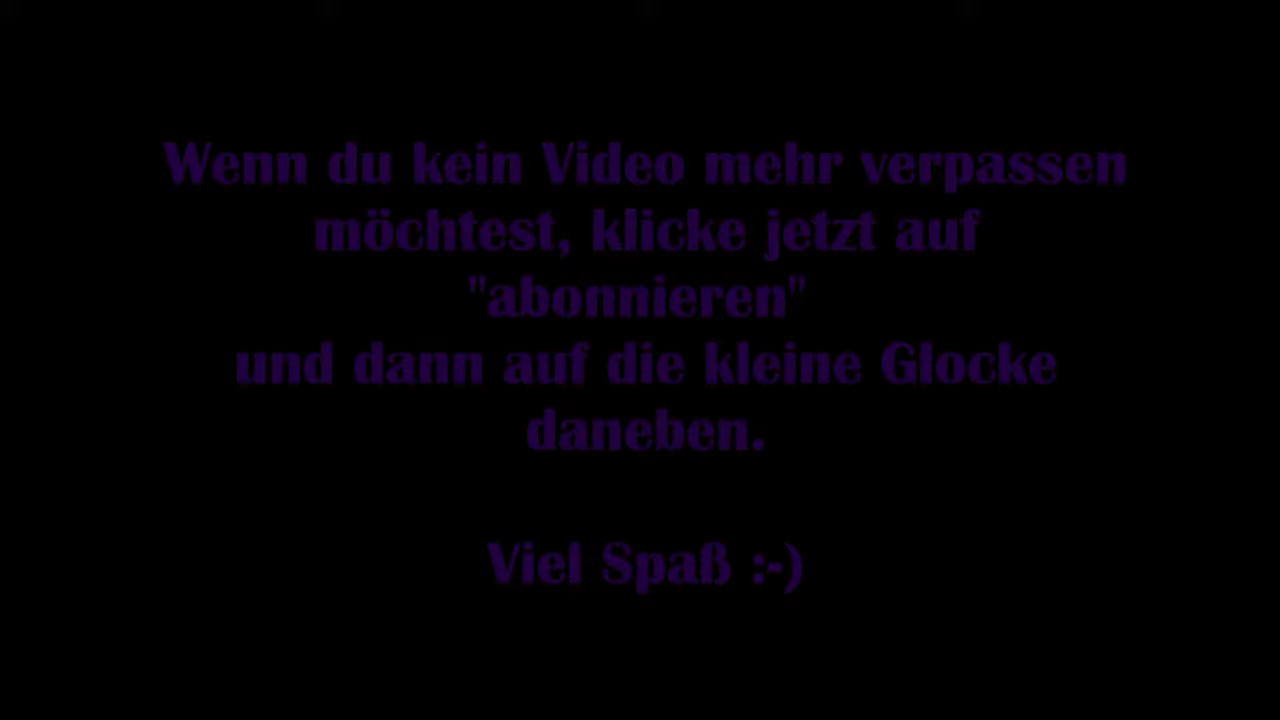 Wenn du kein Video mehr verpassen
möchtest, klicke jetzt auf
"abonnieren"
und dann auf die kleine Glocke
daneben.
Viel Spaß :-)